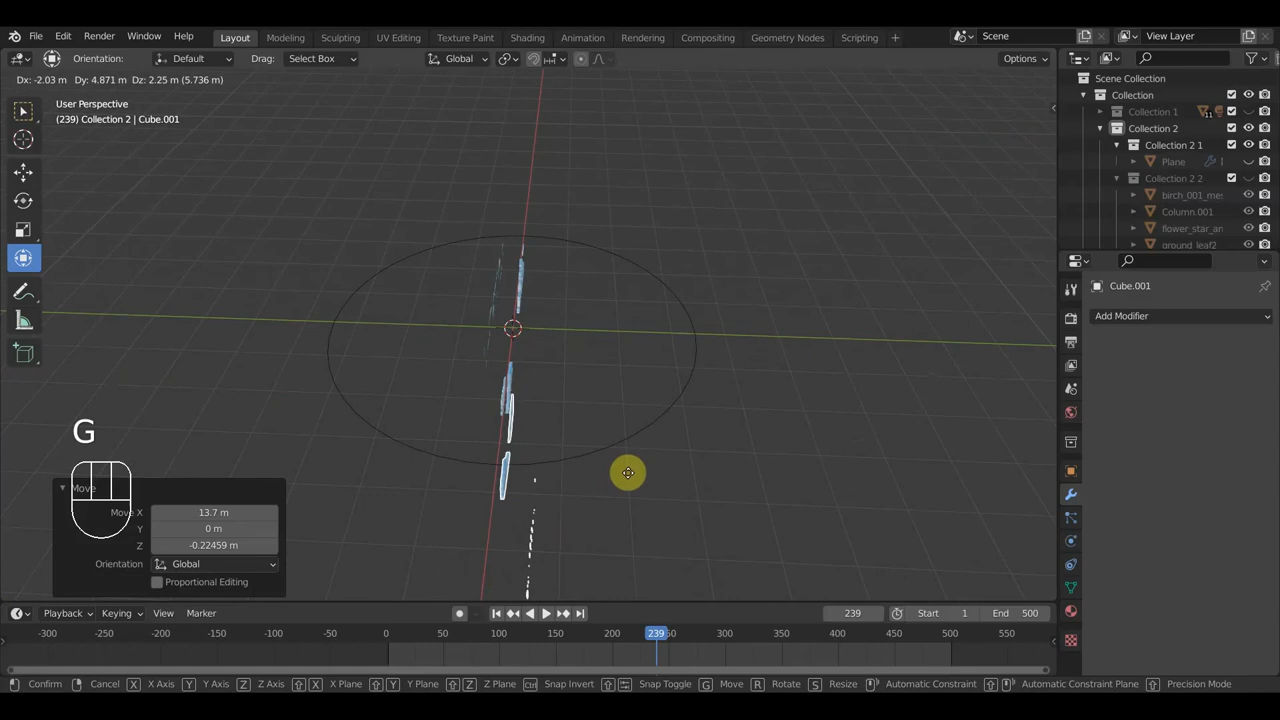 File Edit Render Window Help Layout Modeling Sculpting UV Editing Texture Paint Shading Animation Rendering Compositing Geometry Nodes Scripting + Scene View Layer
Orientation: Default Drag: Select Box Global Options
Dx: -2.03 m Dy: 4.871 m Dz: 2.25 m (5.736 m)
Scene Collection
User Perspective
Collection
(239) Collection 2 | Cube.001
Collection 1 11
Collection 2
Collection 2 1
Plane
Collection 2 2
birch_001_mes
Column.001
flower_star_an
ground_leaf2
Cube.001
Add Modifier
G
Move
Move X 13.7 m
Y 0 m
Z -0.22459 m
Orientation Global
Proportional Editing
Playback Keying View Marker 239 Start 1 End 500
-300 -250 -200 -150 -100 -50 0 50 100 150 200 239 50 300 350 400 450 500 550
Confirm Cancel X X Axis Y Y Axis Z Z Axis X X Plane Y Y Plane Z Z Plane Ctrl Snap Invert Snap Toggle G Move R Rotate S Resize Automatic Constraint Automatic Constraint Plane Precision Mode